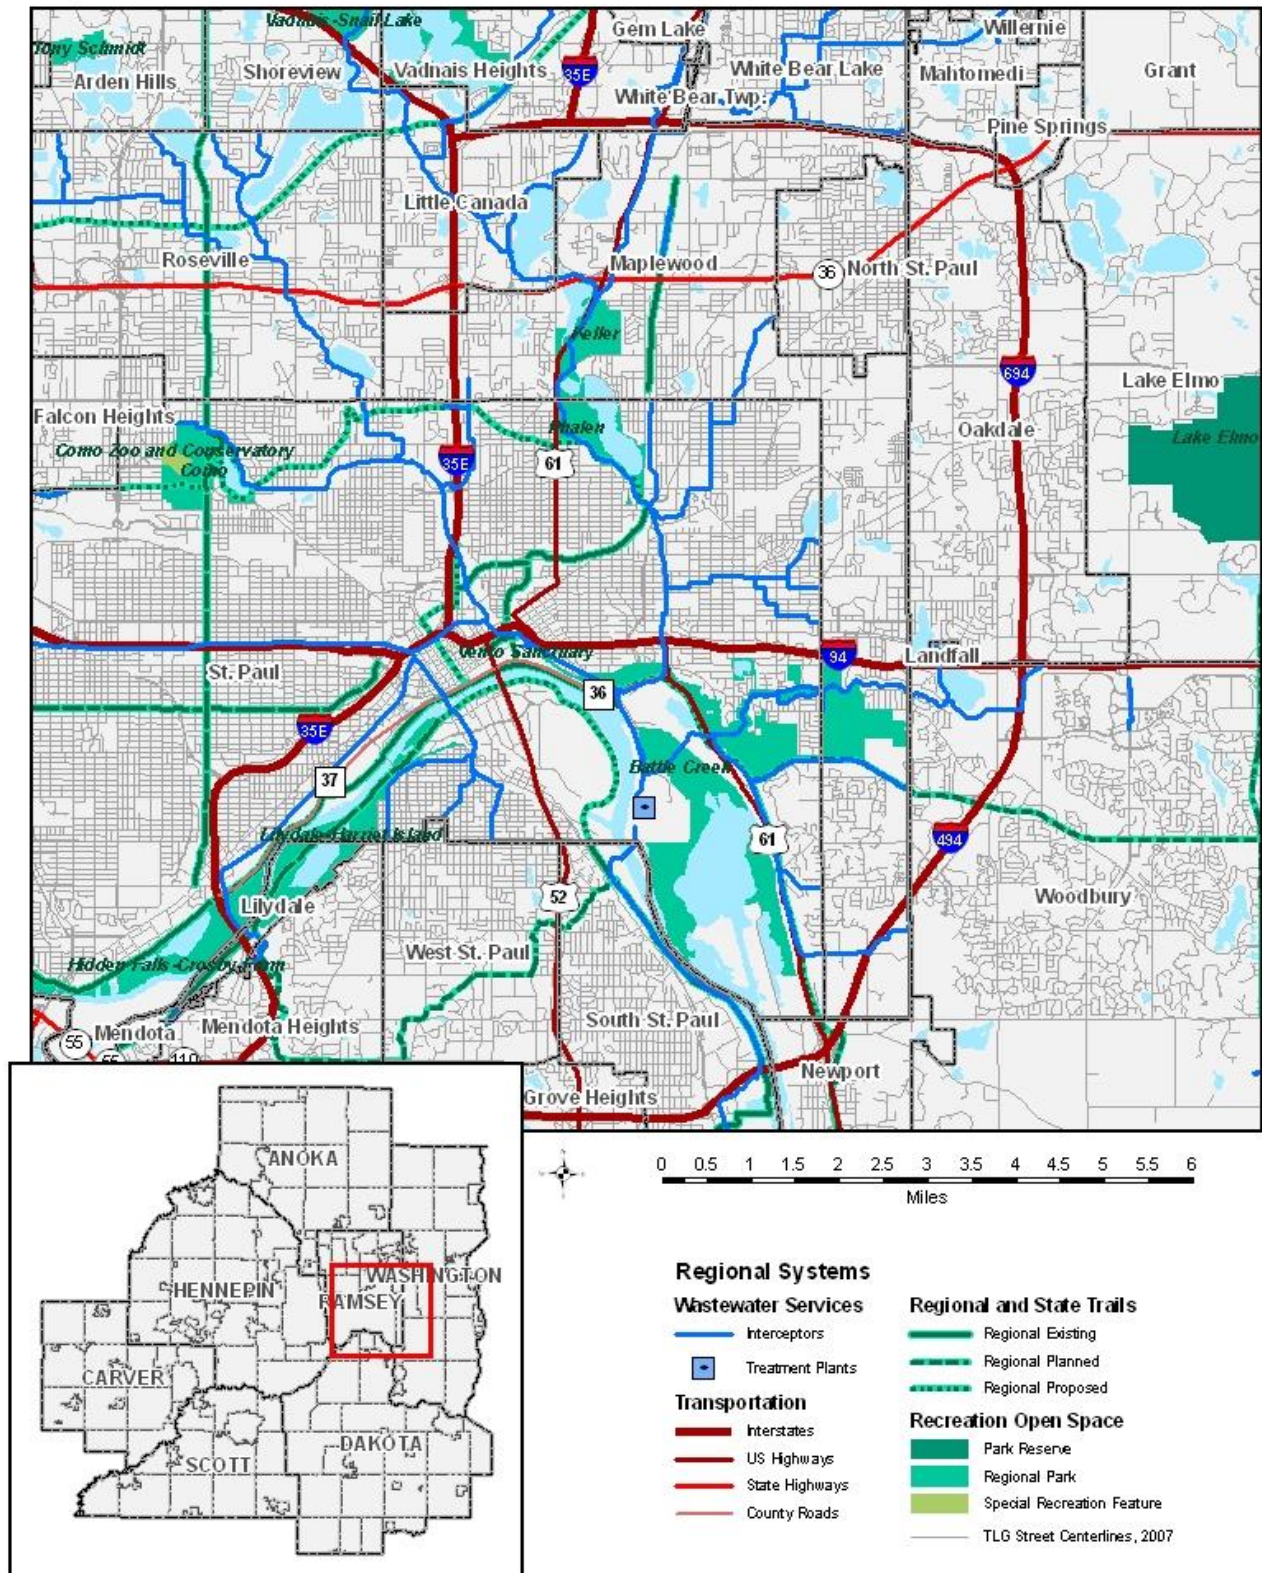 Vadnais-Snail Lake
Gem Lake
Willernie
Tony Schmidt
Arden Hills
Shoreview
Vadnais Heights
35E
White Bear Lake
Mahtomedi
Grant
White Bear Twp.
Pine Springs
Little Canada
Roseville
Maplewood
36
North St. Paul
Keller
694
Lake Elmo
Falcon Heights
Phalen
Oakdale
Lake Elmo
Como Zoo and Conservatory
Como
35E
61
Vento Sanctuary
94
Landfall
St. Paul
36
35E
37
Battle Creek
Lilydale-Harriet Island
61
494
52
Woodbury
Lilydale
West St. Paul
Hidden Falls-Crosby Farm
55
Mendota
Mendota Heights
South St. Paul
55
110
Newport
Grove Heights
ANOKA
HENNEPIN
WASHINGTON
RAMSEY
CARVER
SCOTT
DAKOTA
0 0.5 1 1.5 2 2.5 3 3.5 4 4.5 5 5.5 6
Miles
Regional Systems
Wastewater Services
Interceptors
Treatment Plants
Transportation
Interstates
US Highways
State Highways
County Roads
Regional and State Trails
Regional Existing
Regional Planned
Regional Proposed
Recreation Open Space
Park Reserve
Regional Park
Special Recreation Feature
TLG Street Centerlines, 2007